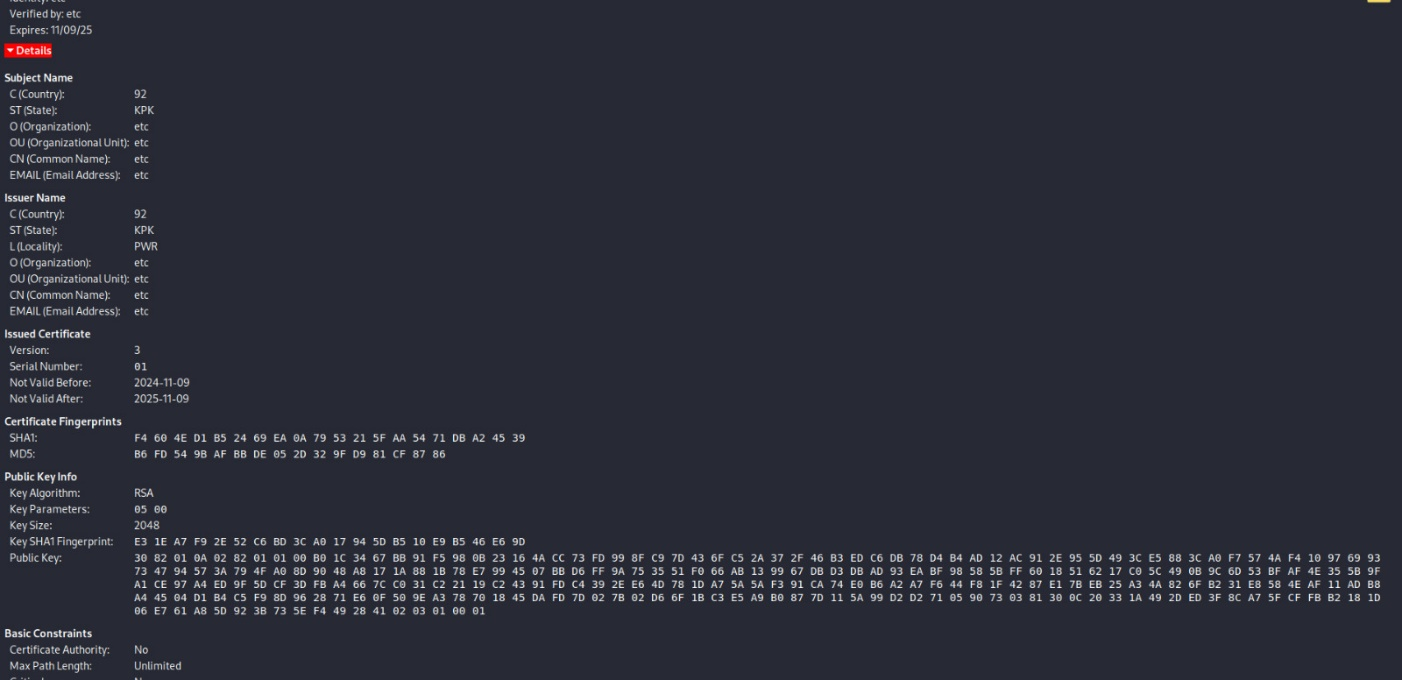 Verified by: etc
Expires: 11/09/25
Details
Subject Name
C (Country): 92
ST (State): KPK
O (Organization): etc
OU (Organizational Unit): etc
CN (Common Name): etc
EMAIL (Email Address): etc
Issuer Name
C (Country): 92
ST (State): KPK
L (Locality): PWR
O (Organization): etc
OU (Organizational Unit): etc
CN (Common Name): etc
EMAIL (Email Address): etc
Issued Certificate
Version: 3
Serial Number: 01
Not Valid Before: 2024-11-09
Not Valid After: 2025-11-09
Certificate Fingerprints
SHA1: F4 60 4E D1 B5 24 69 EA 0A 79 53 21 5F AA 54 71 DB A2 45 39
MD5: B6 FD 54 9B AF BB DE 05 2D 32 9F D9 81 CF 87 86
Public Key Info
Key Algorithm: RSA
Key Parameters: 05 00
Key Size: 2048
Key SHA1 Fingerprint: E3 1E A7 F9 2E 52 C6 BD 3C A0 17 94 5D B5 10 E9 B5 46 E6 9D
Public Key: 30 82 01 0A 02 82 01 01 00 B0 1C 34 67 BB 91 F5 98 0B 23 16 4A CC 73 FD 99 8F C9 7D 43 6F C5 2A 37 2F 46 B3 ED C6 DB 78 D4 B4 AD 12 AC 91 2E 95 5D 49 3C E5 88 3C A0 F7 57 4A F4 10 97 69 93
73 47 94 57 3A 79 4F A0 8D 90 48 A8 17 1A 88 1B 78 E7 99 45 07 BB D6 FF 9A 75 35 51 F0 66 AB 13 99 67 DB D3 DB AD 93 EA BF 98 58 5B FF 60 18 51 62 17 C0 5C 49 0B 9C 6D 53 BF AF 4E 35 5B 9F
A1 CE 97 A4 ED 9F 5D CF 3D FB A4 66 7C C0 31 C2 21 19 C2 43 91 FD C4 39 2E E6 4D 78 1D A7 5A 5A F3 91 CA 74 E0 B6 A2 A7 F6 44 F8 1F 42 87 E1 7B EB 25 A3 4A 82 6F B2 31 E8 58 4E AF 11 AD B8
A4 45 04 D1 B4 C5 F9 8D 96 28 71 E6 0F 50 9E A3 78 70 18 45 DA FD 7D 02 7B 02 D6 6F 1B C3 E5 A9 B0 87 7D 11 5A 99 D2 D2 71 05 90 73 03 81 30 0C 20 33 1A 49 2D ED 3F 8C A7 5F CF FB B2 18 1D
06 E7 61 A8 5D 92 3B 73 5E F4 49 28 41 02 03 01 00 01
Basic Constraints
Certificate Authority: No
Max Path Length: Unlimited